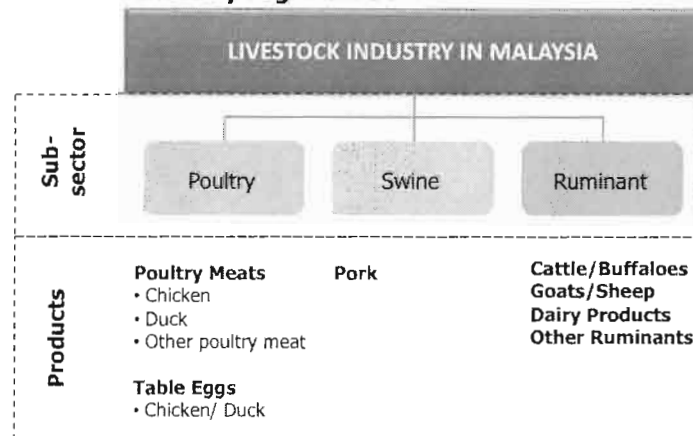 LIVESTOCK INDUSTRY IN MALAYSIA
Sub-
sector
Poultry
Swine
Ruminant
Products
Poultry Meats
• Chicken
• Duck
• Other poultry meat
Table Eggs
• Chicken/ Duck
Pork
Cattle/Buffaloes
Goats/Sheep
Dairy Products
Other Ruminants